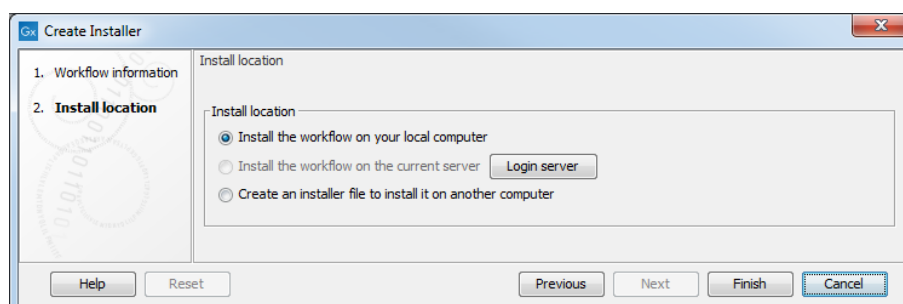 Gx Create Installer
1. Workflow information
2. Install location
Install location
Install location
Install the workflow on your local computer
Install the workflow on the current server Login server
Create an installer file to install it on another computer
Help Reset Previous Next Finish Cancel